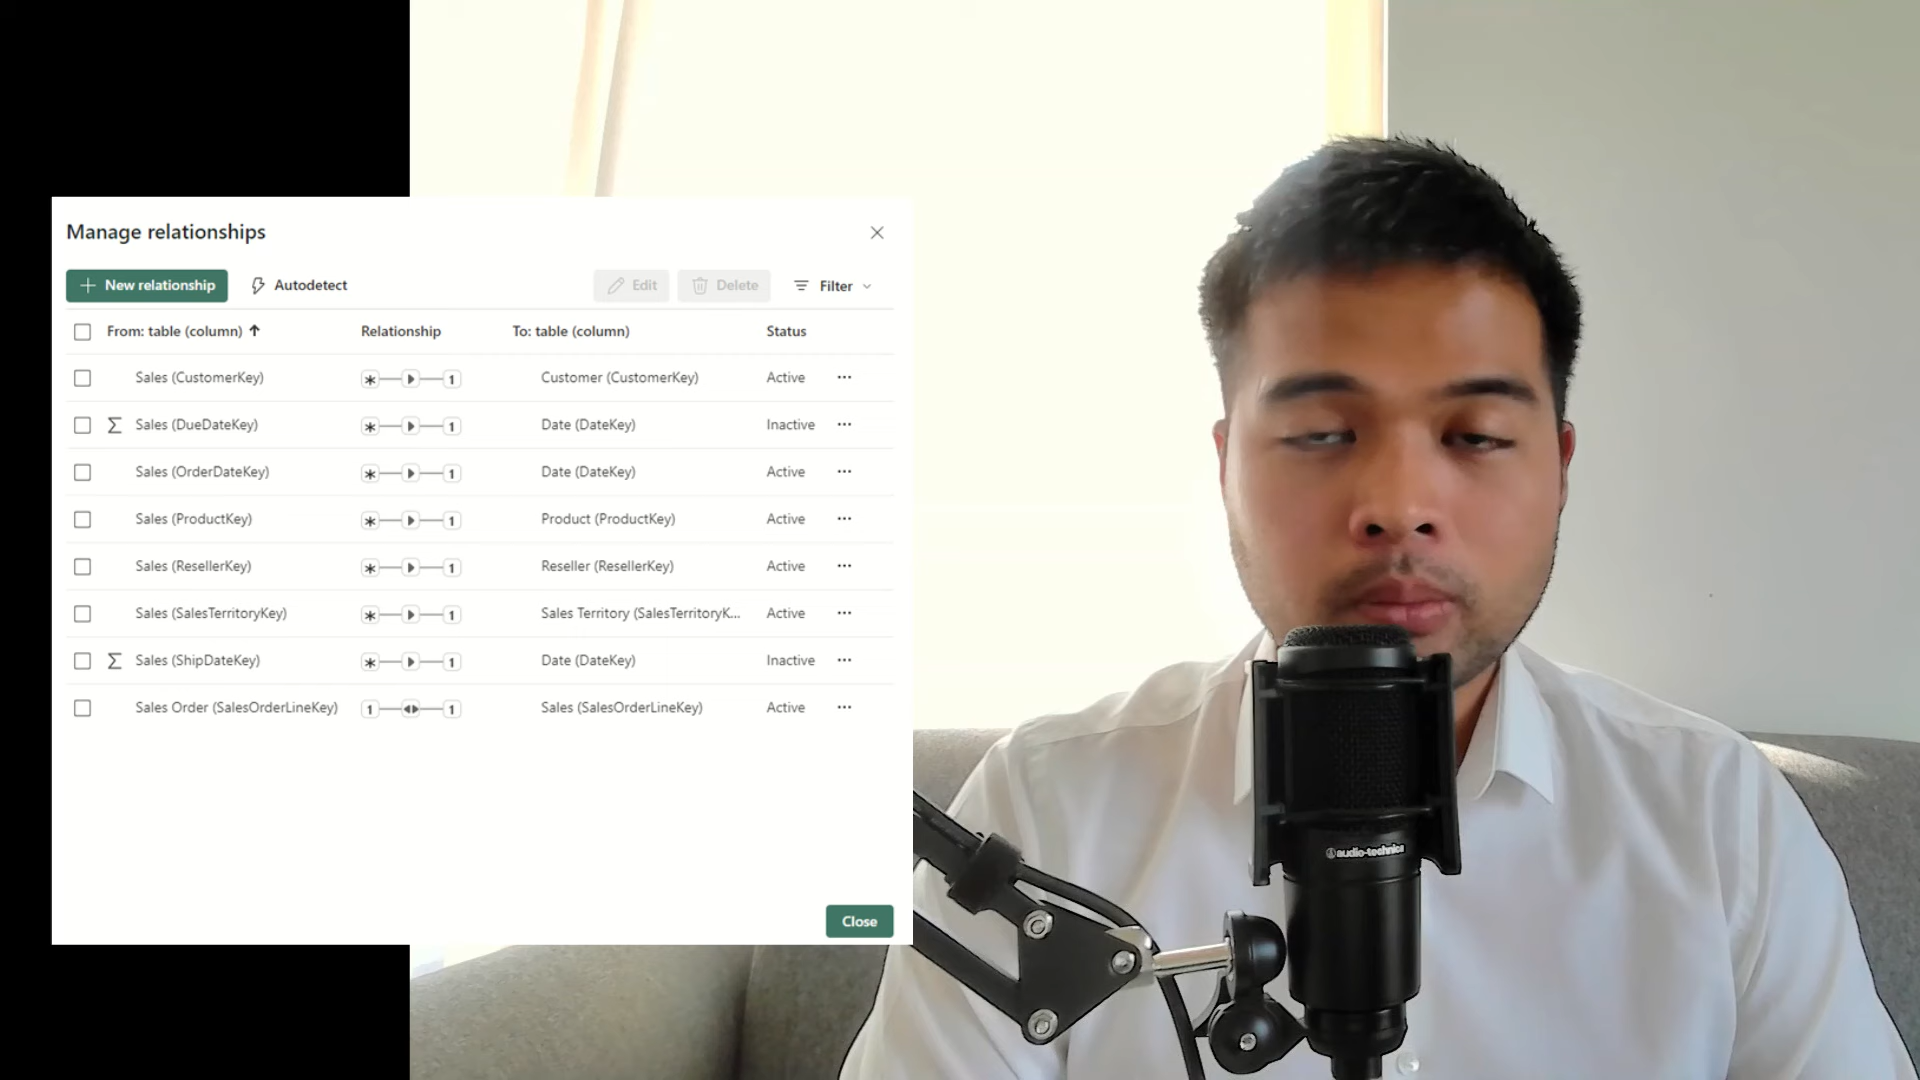 Manage relationships
New relationship Autodetect Edit Delete Filter
From: table (column) Relationship To: table (column) Status
Sales (CustomerKey) * 1 Customer (CustomerKey) Active ...
Σ Sales (DueDateKey) * 1 Date (DateKey) Inactive ...
Sales (OrderDateKey) * 1 Date (DateKey) Active ...
Sales (ProductKey) * 1 Product (ProductKey) Active ...
Sales (ResellerKey) * 1 Reseller (ResellerKey) Active ...
Sales (SalesTerritoryKey) * 1 Sales Territory (SalesTerritoryK... Active ...
Σ Sales (ShipDateKey) * 1 Date (DateKey) Inactive ...
Sales Order (SalesOrderLineKey) 1 1 Sales (SalesOrderLineKey) Active ...
Close
audio-technica